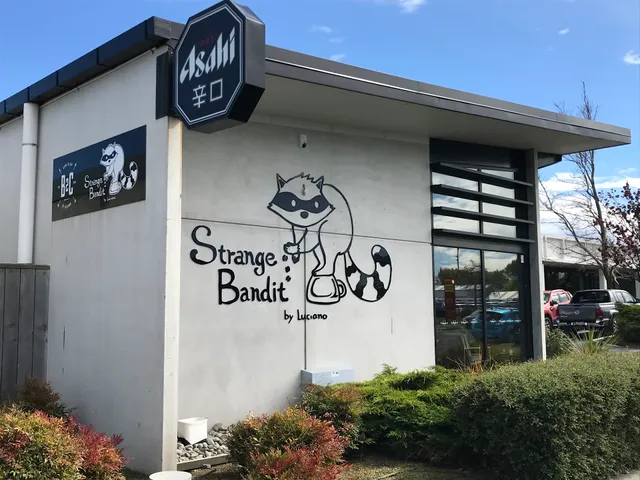 Asahi
辛口
B&C
Strange
Bandit
Strange
Bandit
by Luciano